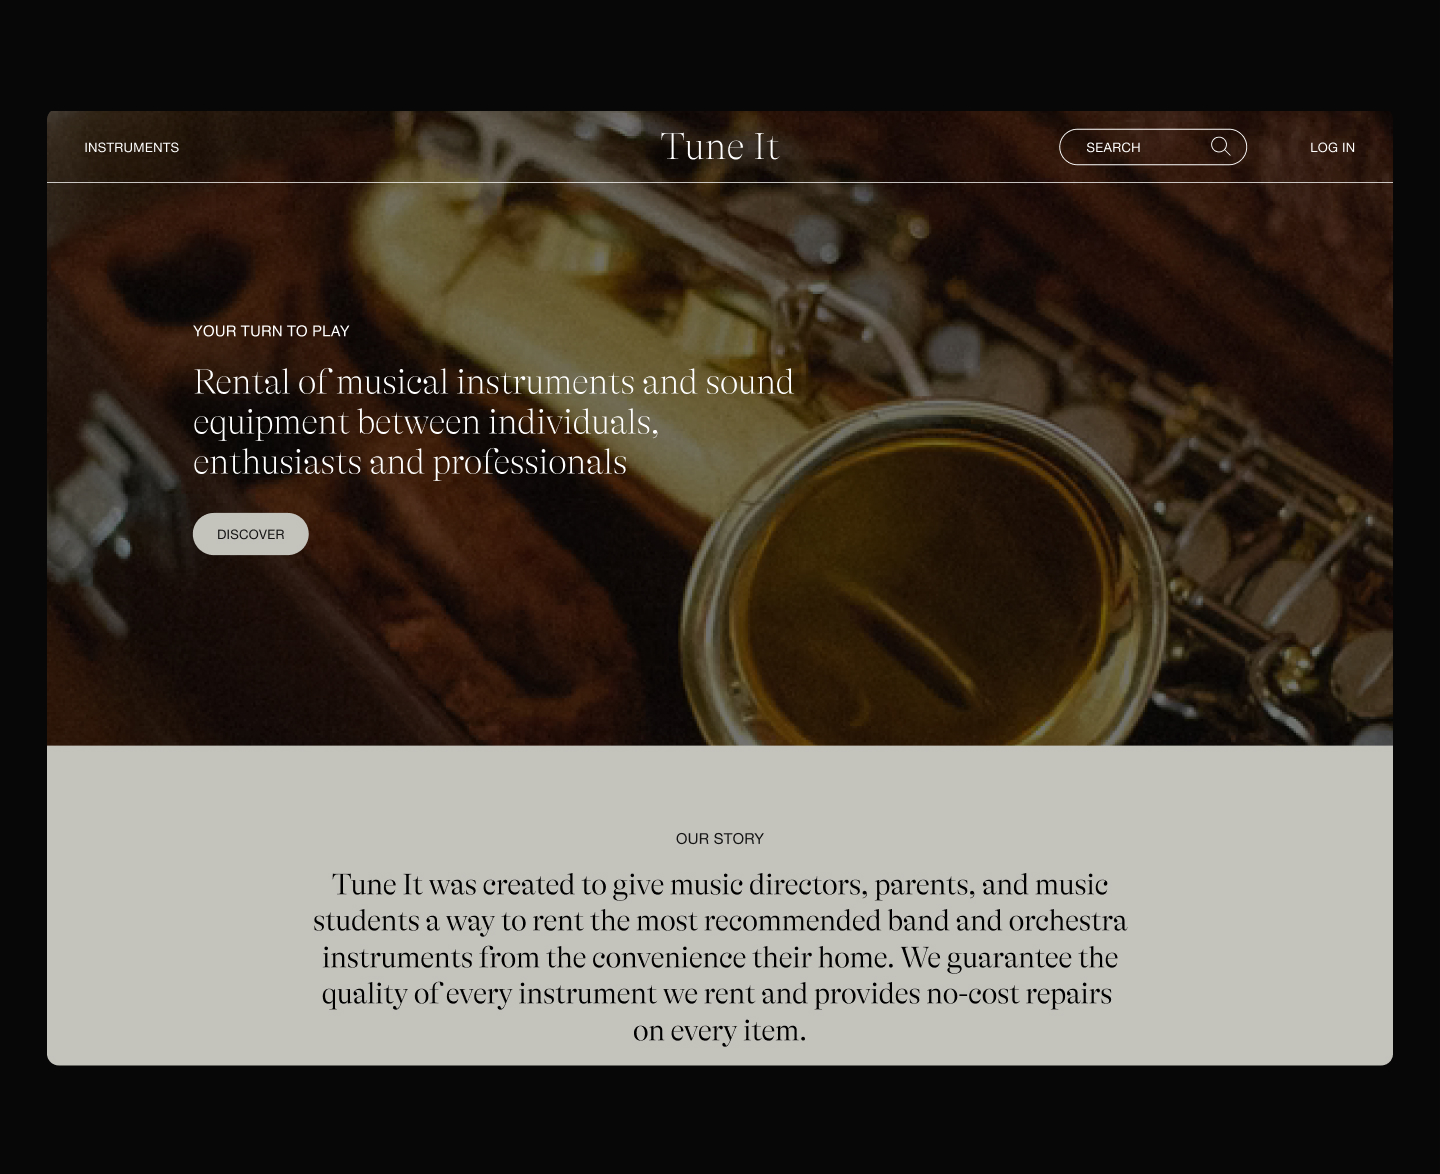 INSTRUMENTS
Tune It
SEARCH
LOG IN
YOUR TURN TO PLAY
Rental of musical instruments and sound
equipment between individuals,
enthusiasts and professionals
DISCOVER
OUR STORY
Tune It was created to give music directors, parents, and music
students a way to rent the most recommended band and orchestra
instruments from the convenience their home. We guarantee the
quality of every instrument we rent and provides no-cost repairs
on every item.